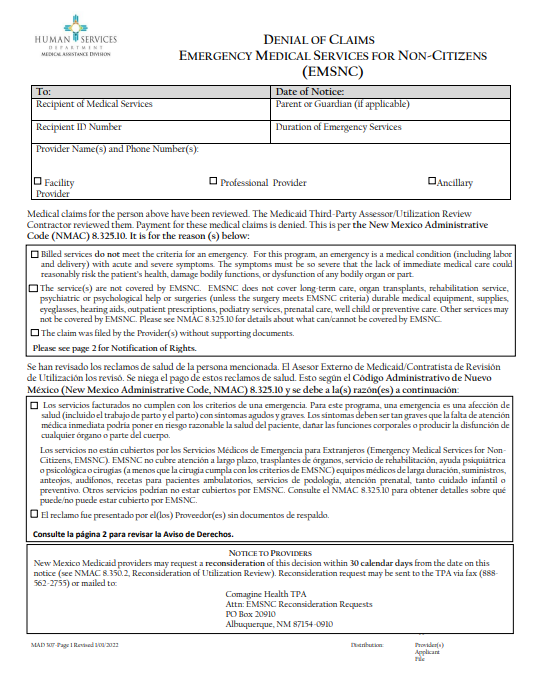 HUMAN SERVICES
DEPARTMENT
MEDICAL ASSISTANCE DIVISION
DENIAL OF CLAIMS
EMERGENCY MEDICAL SERVICES FOR NON-CITIZENS
(EMSNC)
To: Date of Notice:
Recipient of Medical Services Parent or Guardian (if applicable)
Recipient ID Number Duration of Emergency Services
Provider Name(s) and Phone Number(s):
Facility Professional Provider Ancillary
Provider
Medical claims for the person above have been reviewed. The Medicaid Third-Party Assessor/Utilization Review
Contractor reviewed them. Payment for these medical claims is denied. This is per the New Mexico Administrative
Code (NMAC) 8.325.10. It is for the reason (s) below:
Billed services do not meet the criteria for an emergency. For this program, an emergency is a medical condition (including labor
and delivery) with acute and severe symptoms. The symptoms must be so severe that the lack of immediate medical care could
reasonably risk the patient's health, damage bodily functions, or dysfunction of any bodily organ or part.
The service(s) are not covered by EMSNC. EMSNC does not cover long-term care, organ transplants, rehabilitation service,
psychiatric or psychological help or surgeries (unless the surgery meets EMSNC criteria) durable medical equipment, supplies,
eyeglasses, hearing aids, outpatient prescriptions, podiatry services, prenatal care, well child or preventive care. Other services may
not be covered by EMSNC. Please see NMAC 8.325.10 for details about what can/cannot be covered by EMSNC.
The claim was filed by the Provider(s) without supporting documents.
Please see page 2 for Notification of Rights.
Se han revisado los reclamos de salud de la persona mencionada. El Asesor Externo de Medicaid/Contratista de Revisión
de Utilización los revisó. Se niega el pago de estos reclamos de salud. Esto según el Código Administrativo de Nuevo
México (New Mexico Administrative Code, NMAC) 8.325.10 y se debe a la(s) razón(es) a continuación:
Los servicios facturados no cumplen con los criterios de una emergencia. Para este programa, una emergencia es una afección de
salud (incluido el trabajo de parto y el parto) con síntomas agudos y graves. Los síntomas deben ser tan graves que la falta de atención
médica inmediata podría poner en riesgo razonable la salud del paciente, dañar las funciones corporales o producir la disfunción de
cualquier órgano o parte del cuerpo.
Los servicios no están cubiertos por los Servicios Médicos de Emergencia para Extranjeros (Emergency Medical Services for Non-
Citizens, EMSNC). El EMSNC no cubre atención a largo plazo, trasplantes de órganos, servicio de rehabilitación, ayuda psiquiátrica
o psicológica o cirugías (a menos que la cirugía cumpla con los criterios de EMSNC) equipos médicos de larga duración, suministros,
anteojos, audífonos, recetas para pacientes ambulatorios, servicios de podología, atención prenatal, tanto cuidado infantil o
preventivo. Otros servicios podrían no estar cubiertos por EMSNC. Consulte el NMAC 8.325.10 para obtener detalles sobre qué
puede/no puede estar cubierto por EMSNC.
El reclamo fue presentado por el(los) Proveedor(es) sin documentos de respaldo.
Consulte la página 2 para revisar la Aviso de Derechos.
NOTICE TO PROVIDERS
New Mexico Medicaid providers may request a reconsideration of this decision within 30 calendar days from the date on this
notice (see NMAC 8.350.2, Reconsideration of Utilization Review). Reconsideration request may be sent to the TPA via fax (888-
562-2755) or mailed to:
Comagine Health TPA
Attn: EMSNC Reconsideration Requests
PO Box 20910
Albuquerque, NM 87154-0910
MAD 507-Page 1 Revised 1/01/2022 Distribution: Provider(s)
Applicant
File